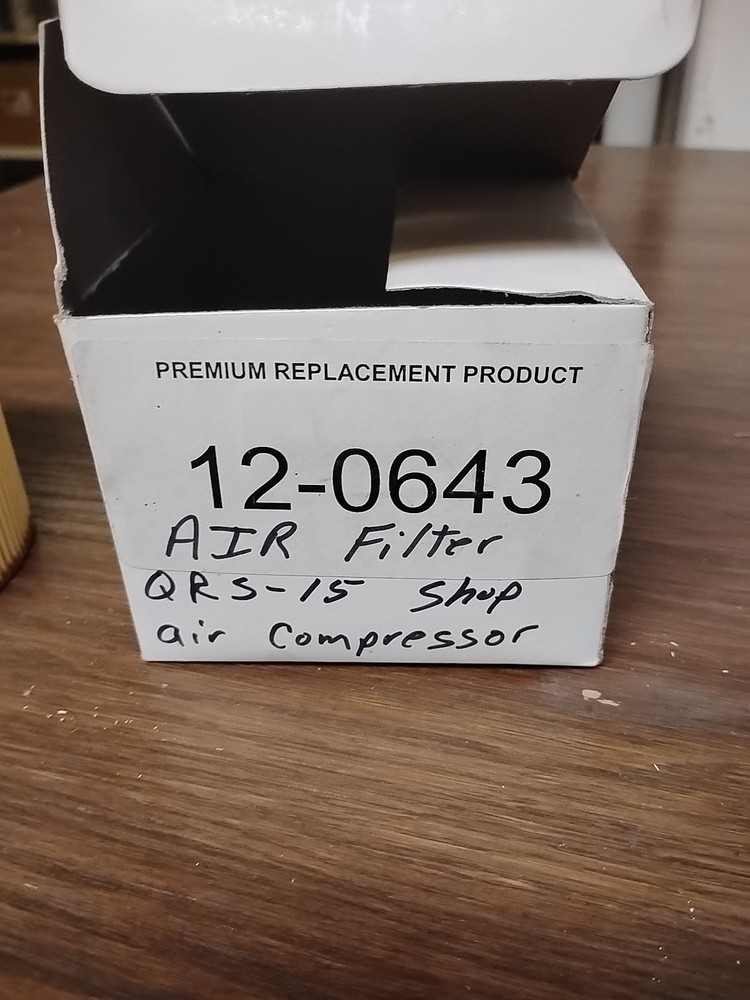 PREMIUM REPLACEMENT PRODUCT
12-0643
AIR Filter
QRS-15 Shop
air Compressor